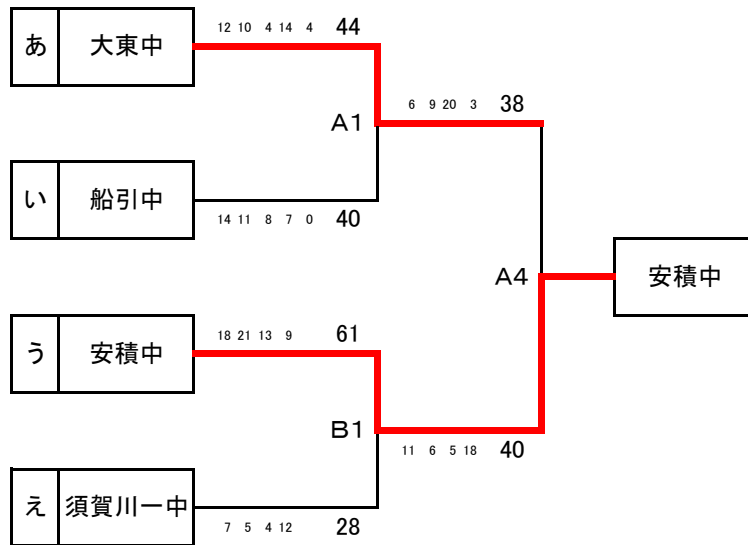 あ 大東中 12 10 4 14 4 44
6 9 20 3 38
A1
い 船引中
14 11 8 7 0 40
A4 安積中
う 安積中 18 21 13 9 61
B1
11 6 5 18 40
え 須賀川一中
7 5 4 12 28